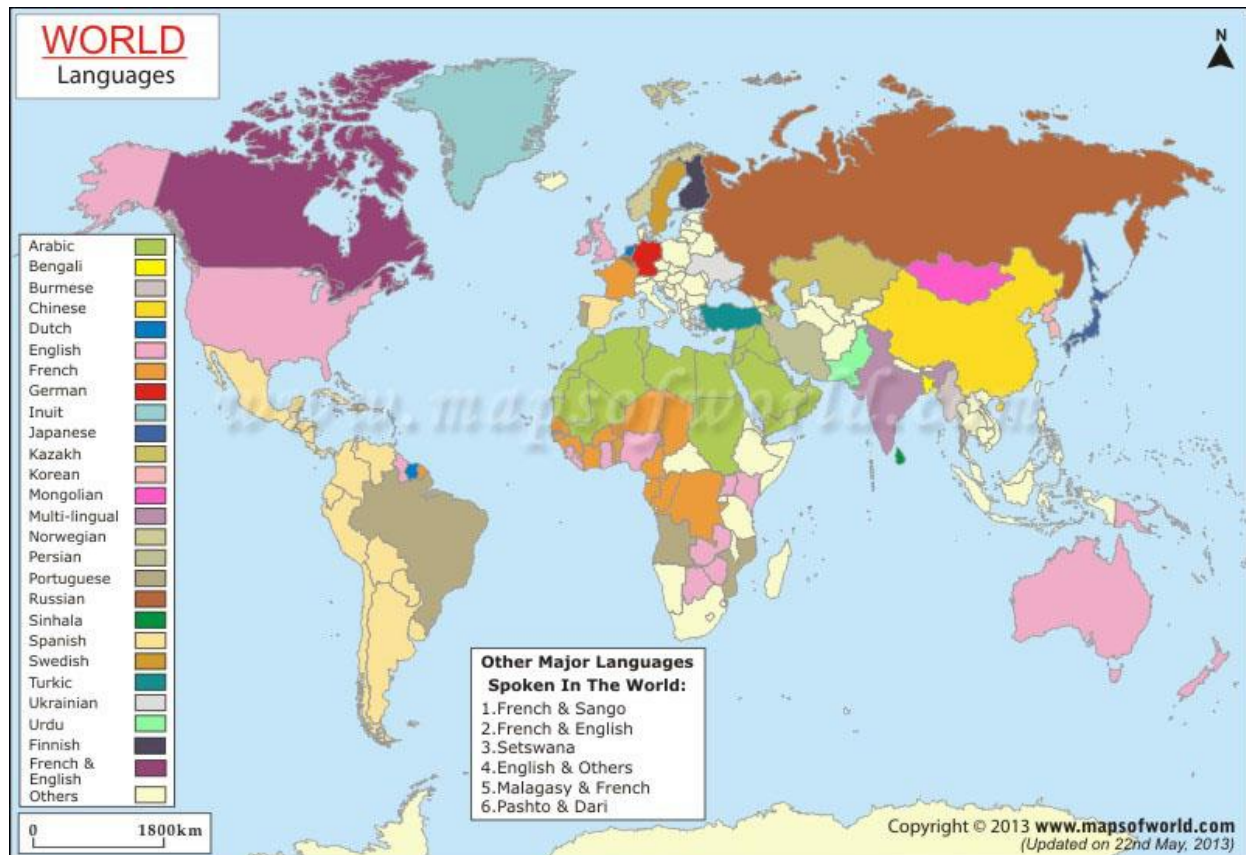 WORLD
Languages
N
Arabic
Bengali
Burmese
Chinese
Dutch
English
French
German
Inuit
Japanese
Kazakh
Korean
Mongolian
Multi-lingual
Norwegian
Persian
Portuguese
Russian
Sinhala
Spanish
Swedish
Turkic
Ukrainian
Urdu
Finnish
French &
English
Others
0 1800km
www.mapsofworld.com
Other Major Languages
Spoken In The World:
1.French & Sango
2.French & English
3.Setswana
4.English & Others
5.Malagasy & French
6.Pashto & Dari
Copyright © 2013 www.mapsofworld.com
(Updated on 22nd May, 2013)